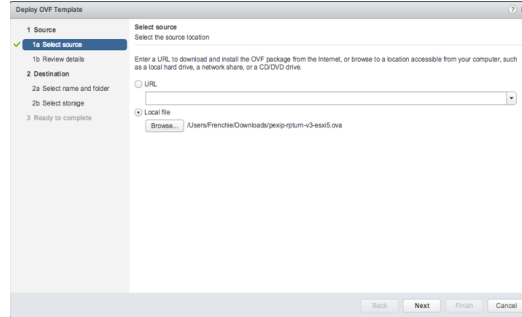 Deploy OVF Template
1 Source
1a Select source
1b Review details
2 Destination
2a Select name and folder
2b Select storage
3 Ready to complete
Select source
Select the source location
Enter a URL to download and install the OVF package from the Internet, or browse to a location accessible from your computer, such
as a local hard drive, a network share, or a CD/DVD drive.
URL
Local file
Browse... /Users/Frenchie/Downloads/pexip-rpturn-v3-esxi5.ova
Back Next Finish Cancel